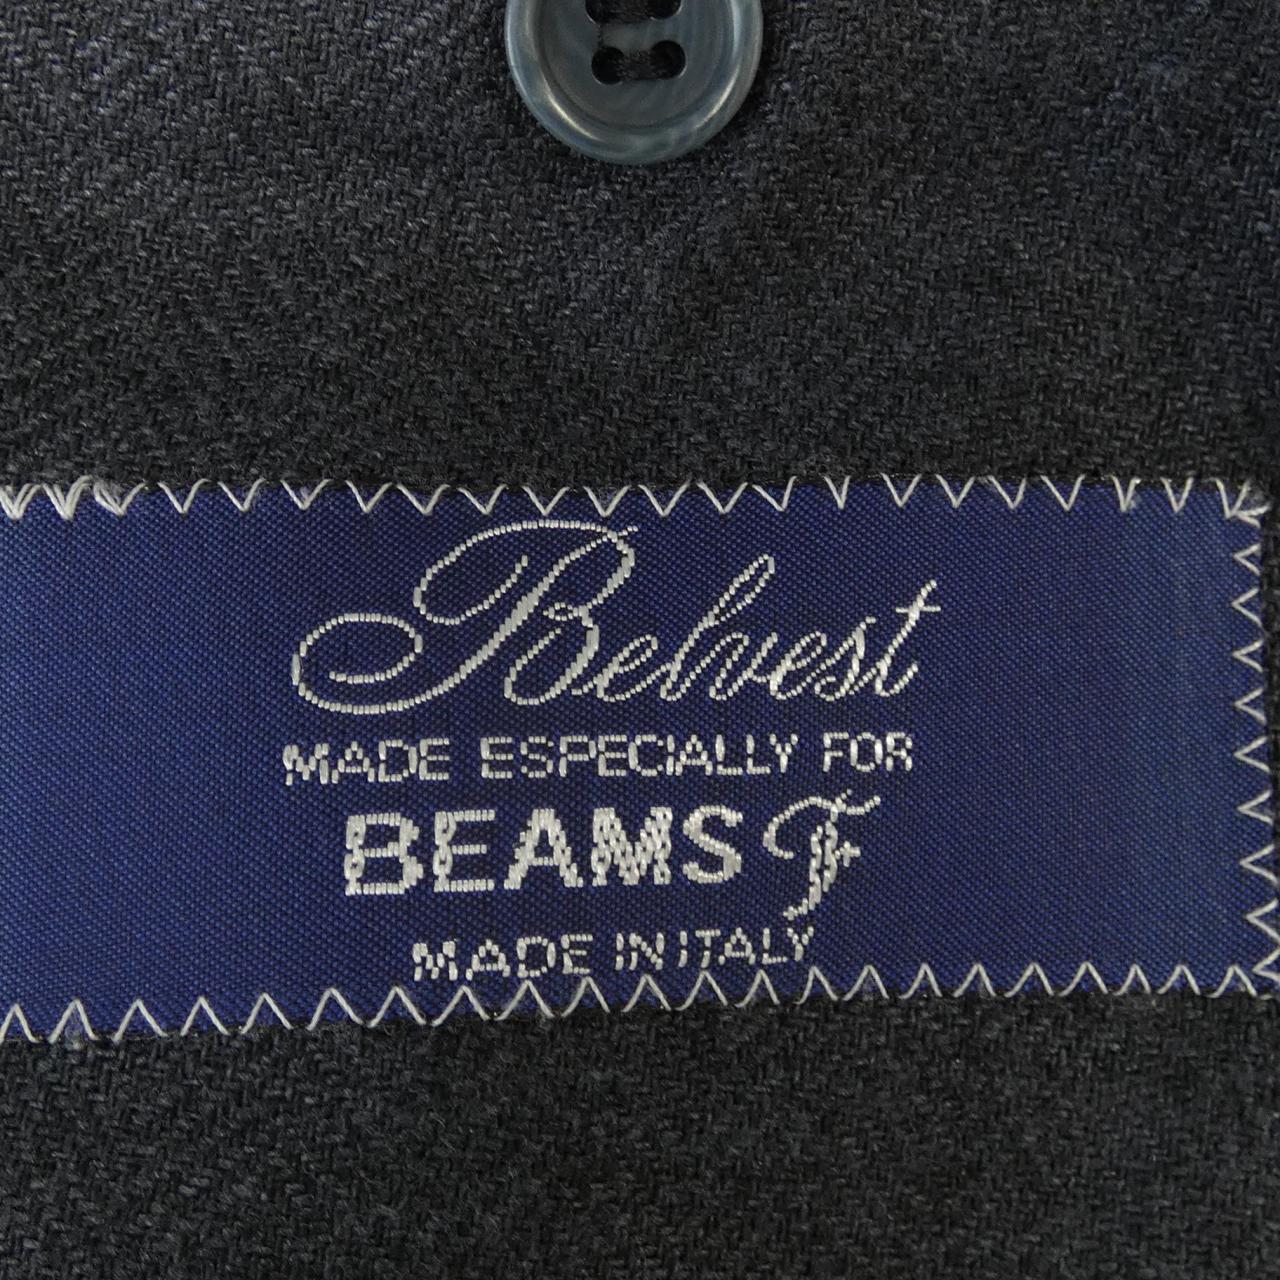 Belvest
MADE ESPECIALLY FOR
BEAMS F
MADE IN ITALY